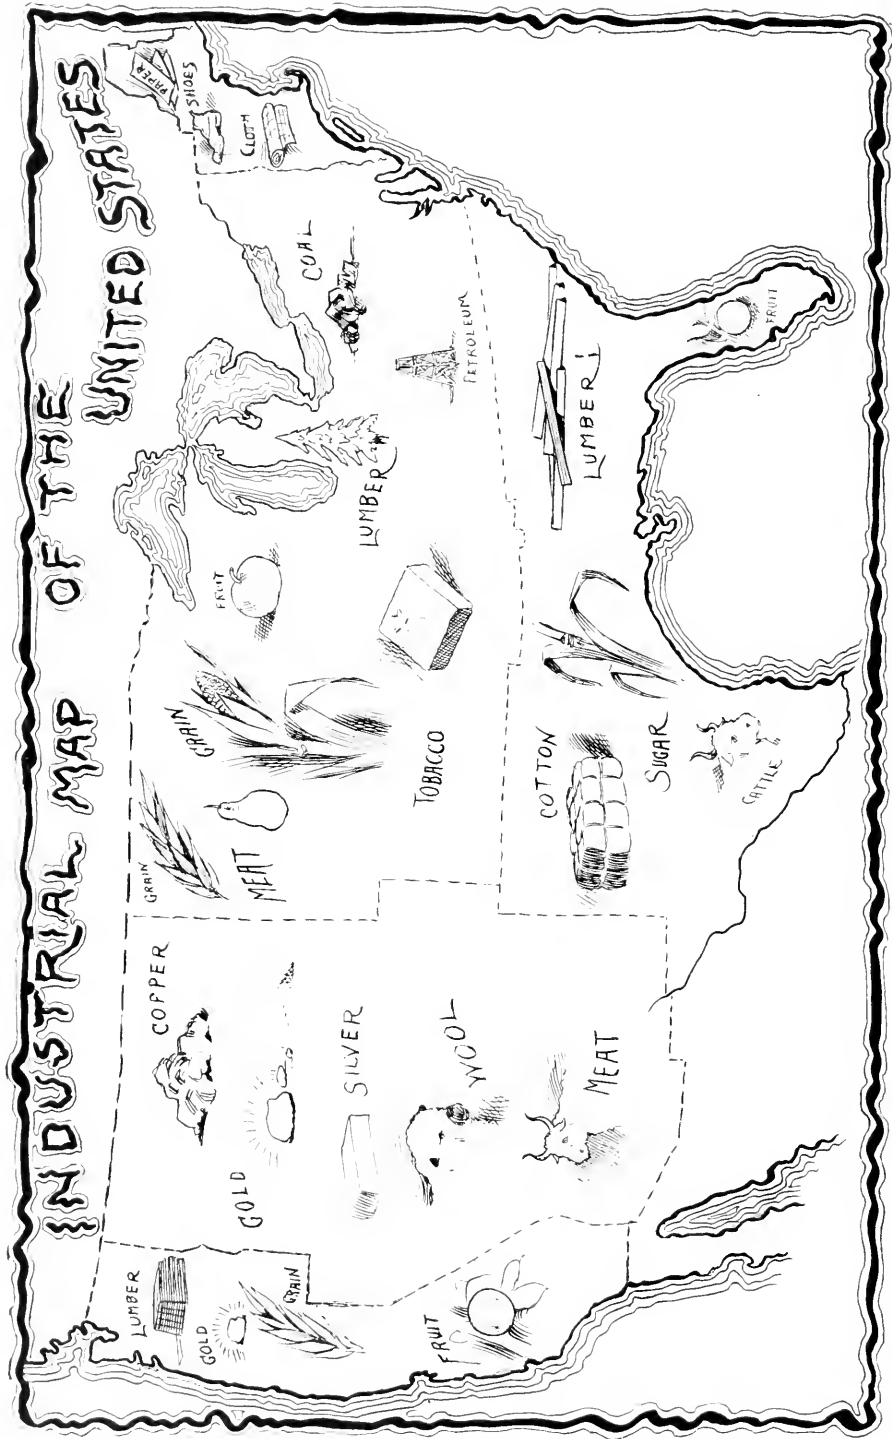 INDUSTRIAL MAP OF THE
UNITED STATES
LUMBER
GOLD
GRAIN
FRUIT
COPPER
GOLD
SILVER
WOOL
MEAT
GRAIN
MEAT
GRAIN
FRUIT
TOBACCO
LUMBER
COTTON
SUGAR
CATTLE
COAL
PETROLEUM
LUMBER
FRUIT
PAPER
SHOES
CLOTH